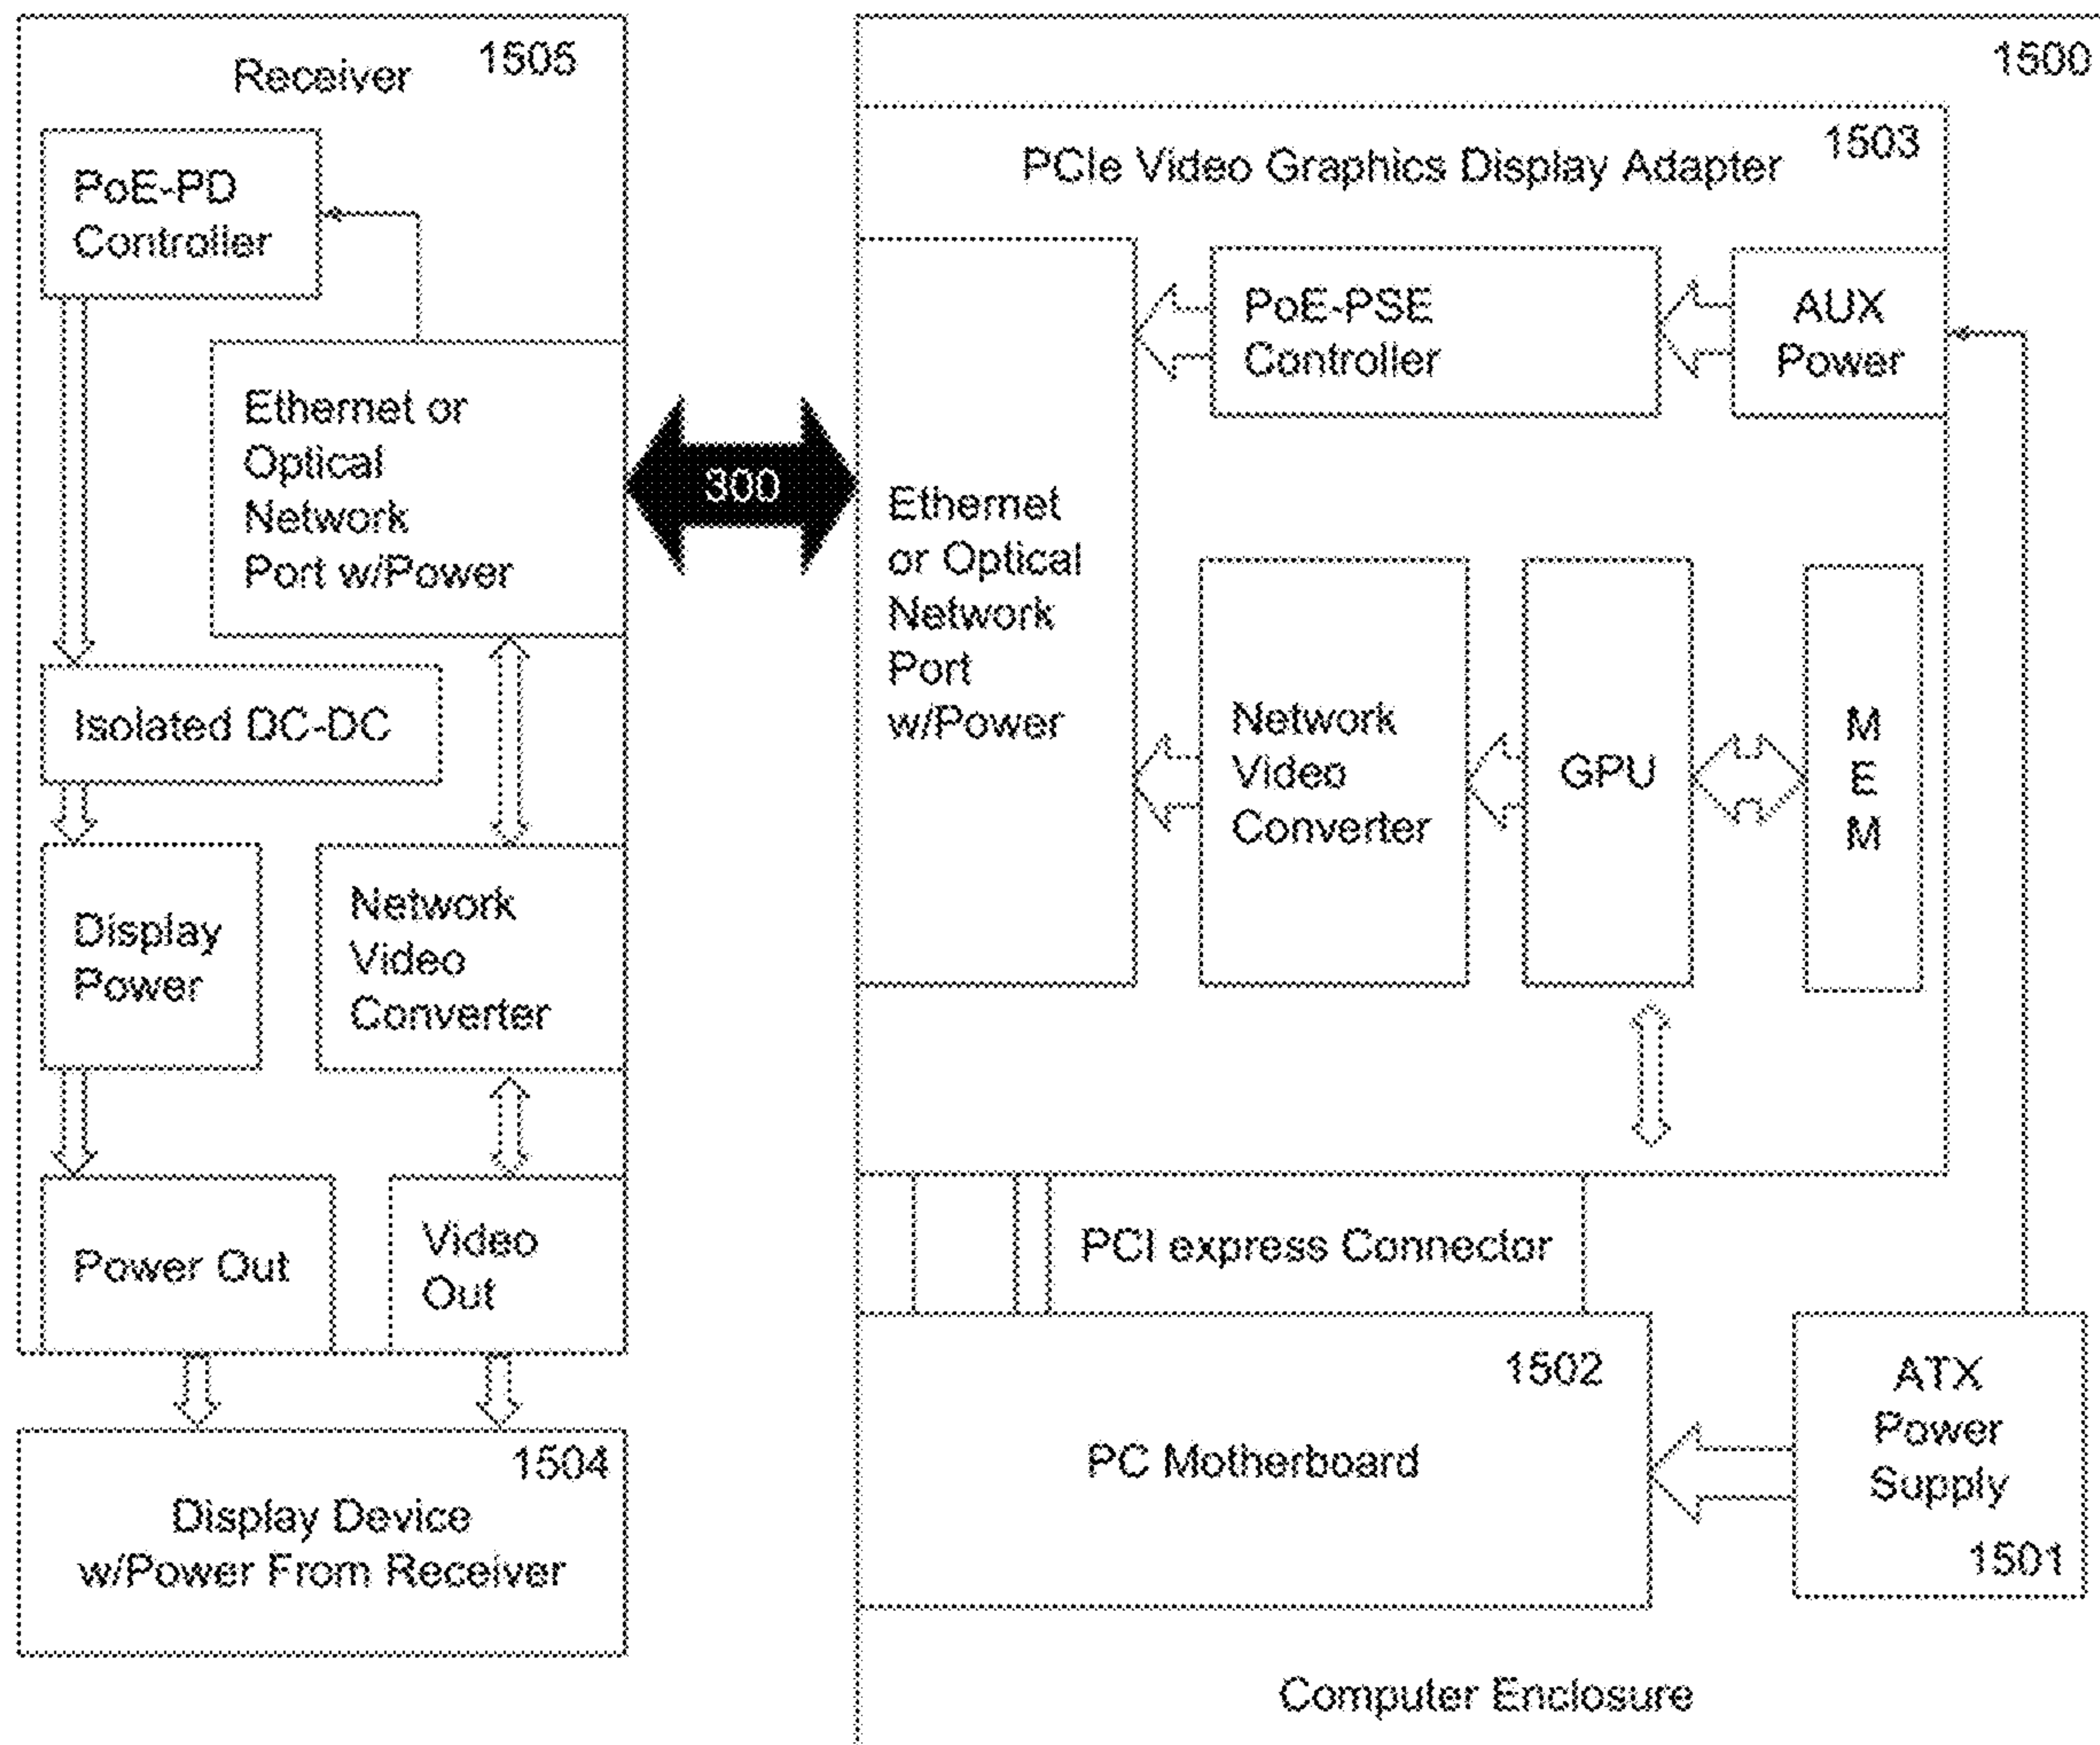 1505
Receiver
PoE-PD
Controller
Ethernet or
Optical
Network
Port w/Power
Isolated DC-DC
Display
Power
Network
Video
Converter
Power Out
Video
Out
1504
Display Device
w/Power From Receiver
300
1500
1503
PCIe Video Graphics Display Adapter
PoE-PSE
Controller
AUX
Power
Ethernet
or Optical
Network
Port
w/Power
Network
Video
Converter
GPU
M
E
M
PCI express Connector
1502
PC Motherboard
ATX
Power
Supply
1501
Computer Enclosure